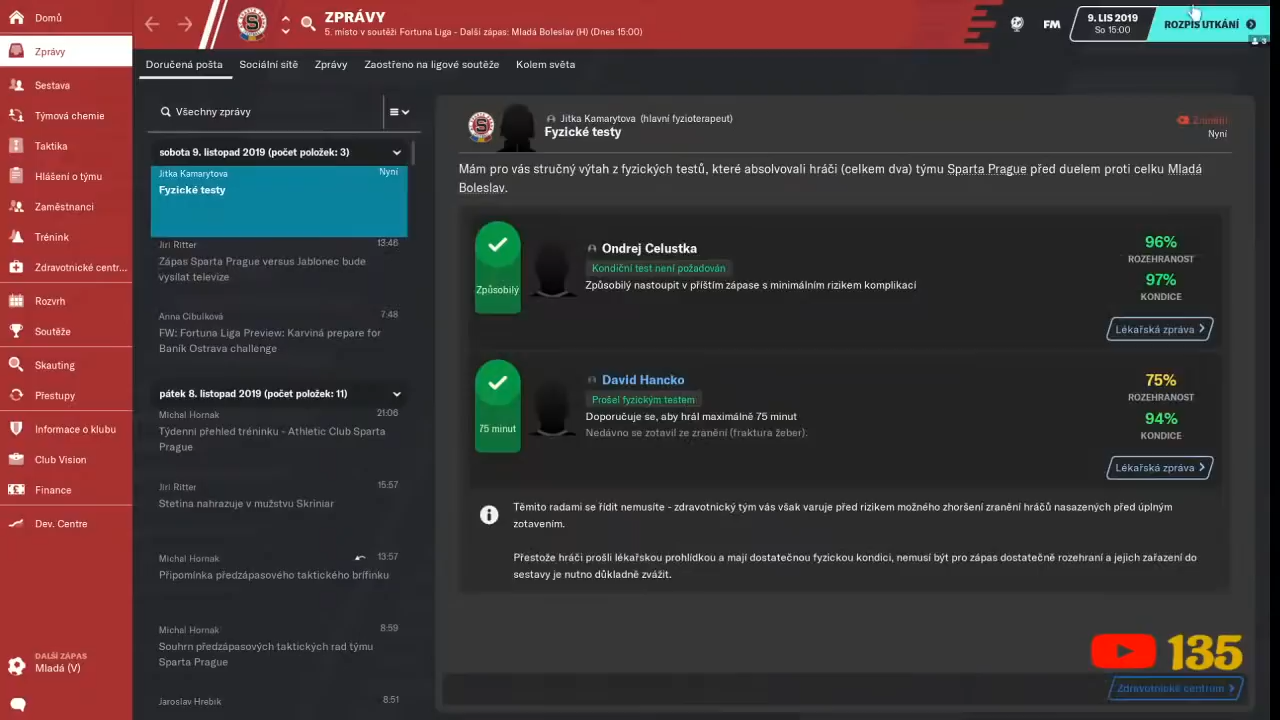 Domů
Zprávy
Sestava
Týmová chemie
Taktika
Hlášení o týmu
Zaměstnanci
Trénink
Zdravotnické centr...
Rozvrh
Soutěže
Skauting
Přestupy
Informace o klubu
Club Vision
Finance
Dev. Centre
DALŠÍ ZÁPAS
Mladá (V)
ZPRÁVY
5. místo v soutěži Fortuna Liga - Další zápas: Mladá Boleslav (H) (Dnes 15:00)
FM
9. LIS 2019
So 15:00
ROZPIS UTKÁNÍ
3
Doručená pošta
Sociální sítě
Zprávy
Zaostřeno na ligové soutěže
Kolem světa
Všechny zprávy
sobota 9. listopad 2019 (počet položek: 3)
Jitka Kamarytova
Nyní
Fyzické testy
Jiri Ritter
13:46
Zápas Sparta Prague versus Jablonec bude
vysílat televize
Anna Cibulková
7:48
FW: Fortuna Liga Preview: Karviná prepare for
Baník Ostrava challenge
pátek 8. listopad 2019 (počet položek: 11)
Michal Hornak
21:06
Týdenní přehled tréninku - Athletic Club Sparta
Prague
Jiri Ritter
15:57
Stetina nahrazuje v mužstvu Skriniar
Michal Hornak
13:57
Připomínka předzápasového taktického brífinku
Michal Hornak
8:59
Souhrn předzápasových taktických rad týmu
Sparta Prague
Jaroslav Hrebik
8:51
Jitka Kamarytova (hlavní fyzioterapeut)
Fyzické testy
Zranění
Nyní
Mám pro vás stručný výtah z fyzických testů, které absolvovali hráči (celkem dva) týmu Sparta Prague před duelem proti celku Mladá
Boleslav.
Způsobilý
Ondrej Celustka
Kondiční test není požadován
Způsobilý nastoupit v příštím zápase s minimálním rizikem komplikací
96%
ROZEHRANOST
97%
KONDICE
Lékařská zpráva
75 minut
David Hancko
Prošel fyzickým testem
Doporučuje se, aby hrál maximálně 75 minut
Nedávno se zotavil ze zranění (fraktura žeber).
75%
ROZEHRANOST
94%
KONDICE
Lékařská zpráva
Těmito radami se řídit nemusíte - zdravotnický tým vás však varuje před rizikem možného zhoršení zranění hráčů nasazených před úplným
zotavením.
Přestože hráči prošli lékařskou prohlídkou a mají dostatečnou fyzickou kondici, nemusí být pro zápas dostatečně rozehraní a jejich zařazení do
sestavy je nutno důkladně zvážit.
135
Zdravotnické centrum